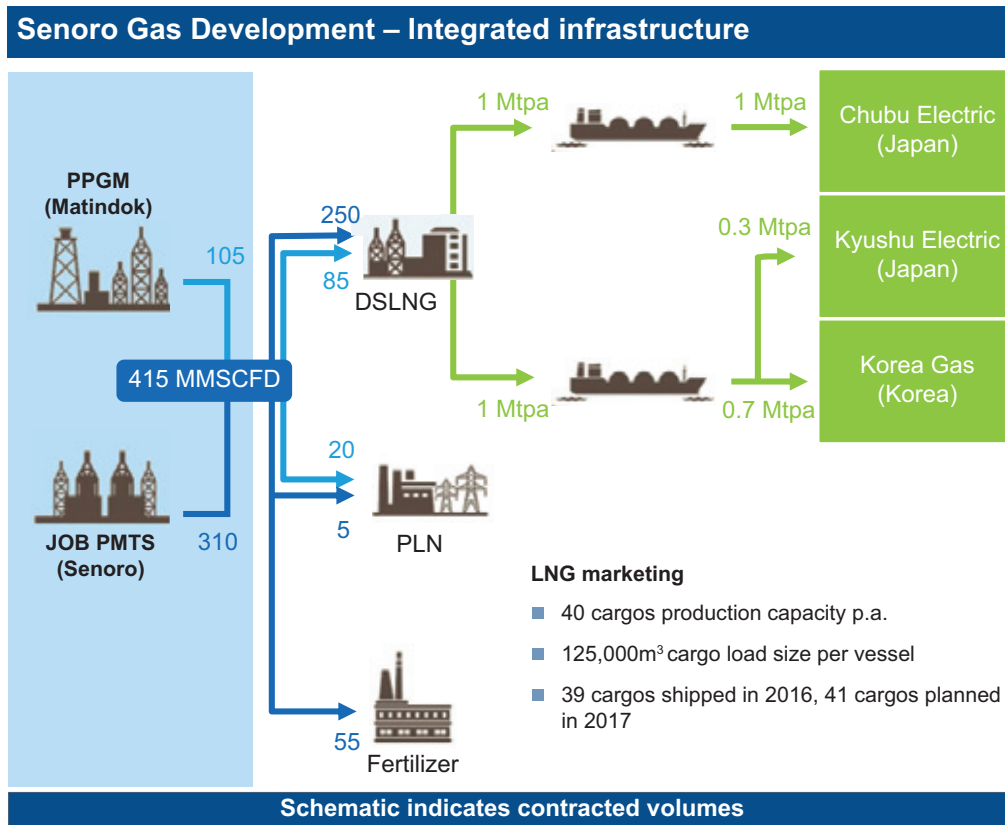 Senoro Gas Development – Integrated infrastructure
PPGM
(Matindok)
105
415 MMSCFD
310
JOB PMTS
(Senoro)
250
85
DSLNG
20
5
PLN
55
Fertilizer
1 Mtpa
1 Mtpa
Chubu Electric
(Japan)
0.3 Mtpa
Kyushu Electric
(Japan)
1 Mtpa
0.7 Mtpa
Korea Gas
(Korea)
LNG marketing
40 cargos production capacity p.a.
125,000m³ cargo load size per vessel
39 cargos shipped in 2016, 41 cargos planned
in 2017
Schematic indicates contracted volumes